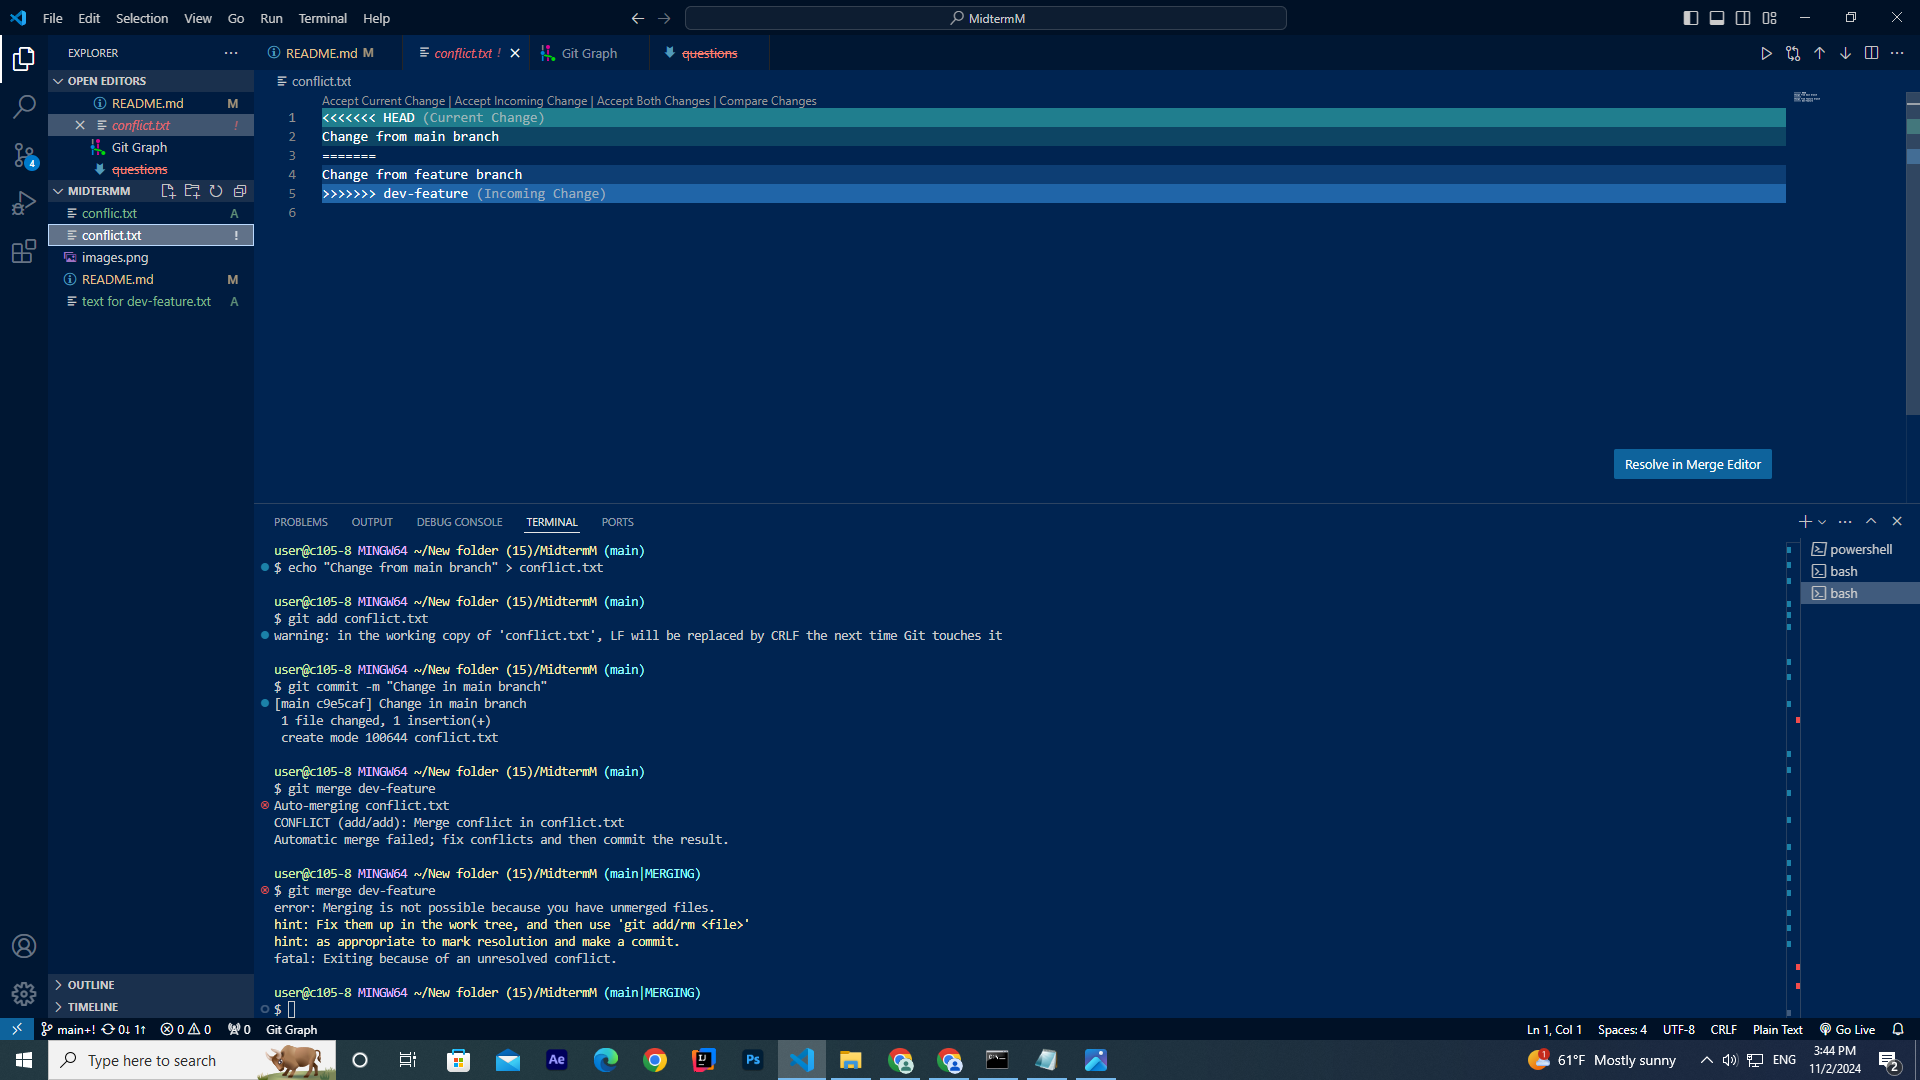 File Edit Selection View Go Run Terminal Help
MidtermM
EXPLORER
OPEN EDITORS
README.md M
conflict.txt !
Git Graph
questions
MIDTERMM
conflic.txt A
conflict.txt !
images.png
README.md M
text for dev-feature.txt A
OUTLINE
TIMELINE
4
README.md M
conflict.txt !
Git Graph
questions
conflict.txt
Accept Current Change | Accept Incoming Change | Accept Both Changes | Compare Changes
1 <<<<<<< HEAD (Current Change)
2 Change from main branch
3 =======
4 Change from feature branch
5 >>>>>>> dev-feature (Incoming Change)
6
Resolve in Merge Editor
PROBLEMS OUTPUT DEBUG CONSOLE TERMINAL PORTS
user@c105-8 MINGW64 ~/New folder (15)/MidtermM (main)
$ echo "Change from main branch" > conflict.txt
user@c105-8 MINGW64 ~/New folder (15)/MidtermM (main)
$ git add conflict.txt
warning: in the working copy of 'conflict.txt', LF will be replaced by CRLF the next time Git touches it
user@c105-8 MINGW64 ~/New folder (15)/MidtermM (main)
$ git commit -m "Change in main branch"
[main c9e5caf] Change in main branch
1 file changed, 1 insertion(+)
create mode 100644 conflict.txt
user@c105-8 MINGW64 ~/New folder (15)/MidtermM (main)
$ git merge dev-feature
Auto-merging conflict.txt
CONFLICT (add/add): Merge conflict in conflict.txt
Automatic merge failed; fix conflicts and then commit the result.
user@c105-8 MINGW64 ~/New folder (15)/MidtermM (main|MERGING)
$ git merge dev-feature
error: Merging is not possible because you have unmerged files.
hint: Fix them up in the work tree, and then use 'git add/rm <file>'
hint: as appropriate to mark resolution and make a commit.
fatal: Exiting because of an unresolved conflict.
user@c105-8 MINGW64 ~/New folder (15)/MidtermM (main|MERGING)
$
powershell
bash
bash
main+! 0↓ 1↑ 0 0 0 Git Graph
Ln 1, Col 1 Spaces: 4 UTF-8 CRLF Plain Text Go Live
Type here to search
Ae
IJ
Ps
1
61°F Mostly sunny
ENG
3:44 PM
11/2/2024
2